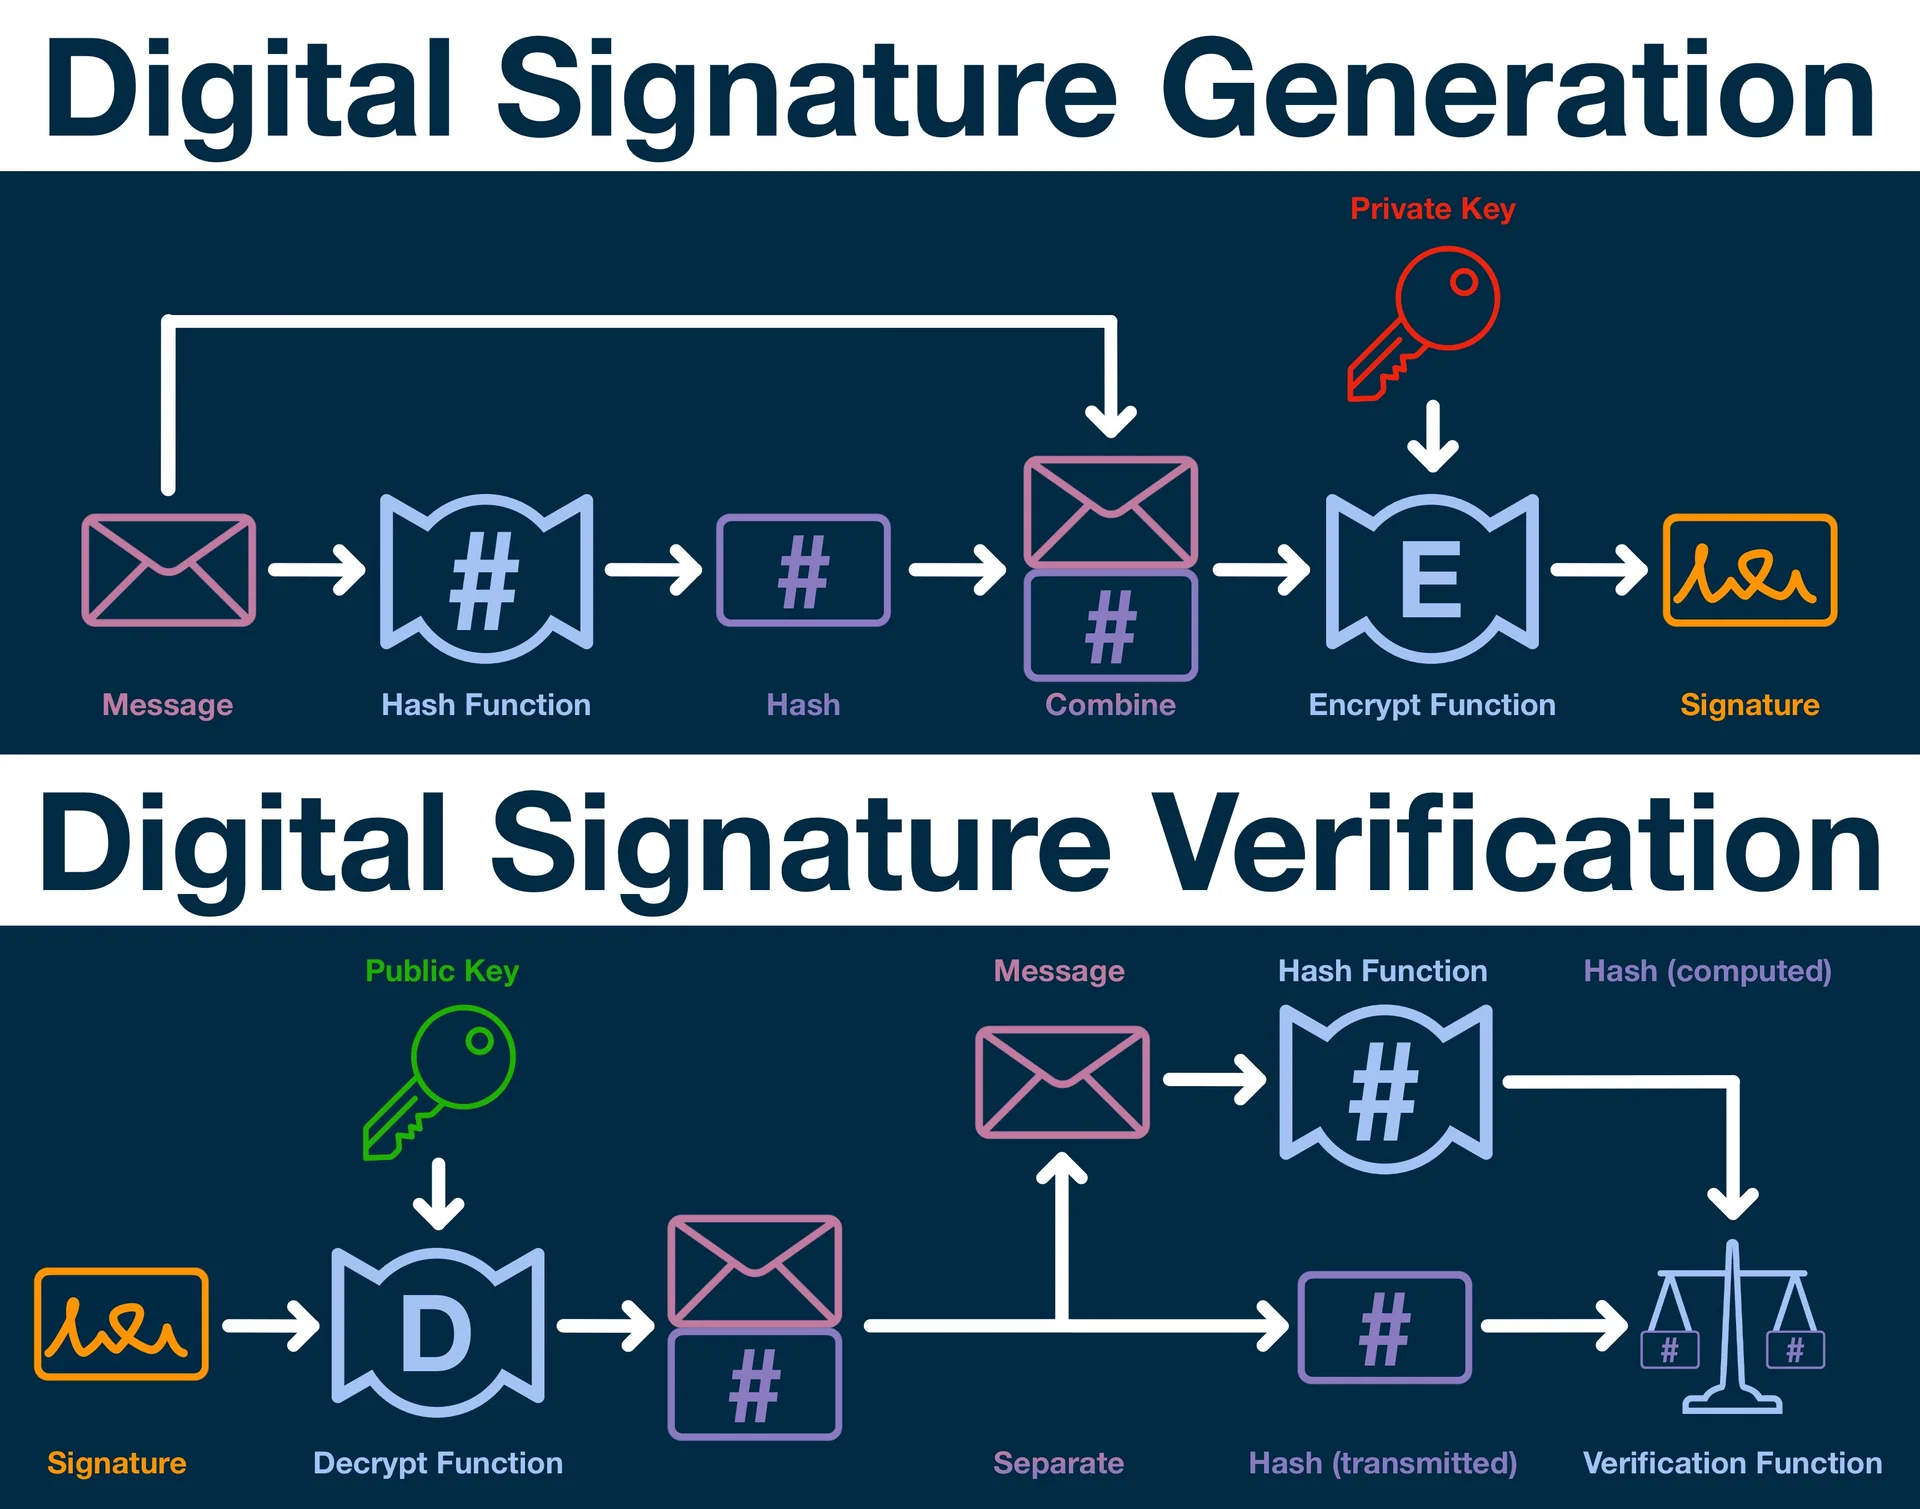 Digital Signature Generation
Private Key
#
#
#
E
Message
Hash Function
Hash
Combine
Encrypt Function
Signature
Digital Signature Verification
Public Key
Message
Hash Function
Hash (computed)
#
D
#
#
#
#
Signature
Decrypt Function
Separate
Hash (transmitted)
Verification Function